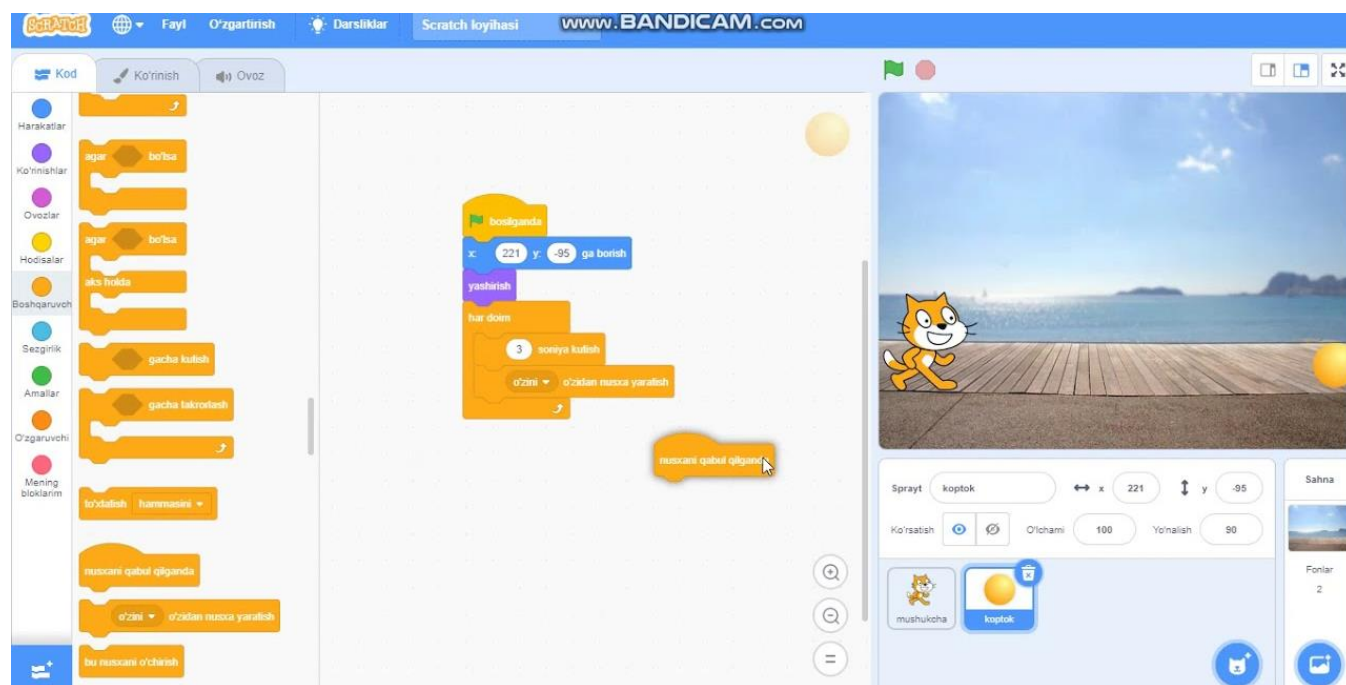 SCRATCH Fayl O'zgartirish Darsliklar Scratch loyihasi www.BANDICAM.com
Kod Ko'rinish Ovoz
Harakatlar
Ko'rinishlar
Ovozlar
Hodisalar
Boshqaruvch
Sezgirlik
Amallar
O'zgaruvchi
Mening
bloklarim
agar bo'lsa
agar bo'lsa
aks holda
gacha kutish
gacha takrorlash
to'xtatish hammasini
nusxani qabul qilganda
o'zini o'zidan nusxa yaratish
bu nusxani o'chirish
bosilganda
x: 221 y: -95 ga borish
yashirish
har doim
3 soniya kutish
o'zini o'zidan nusxa yaratish
nusxani qabul qilganda
Sprayt koptok x 221 y -95
Ko'rsatish O'lchami 100 Yo'nalish 90
mushukcha koptok
Sahna
Fonlar
2